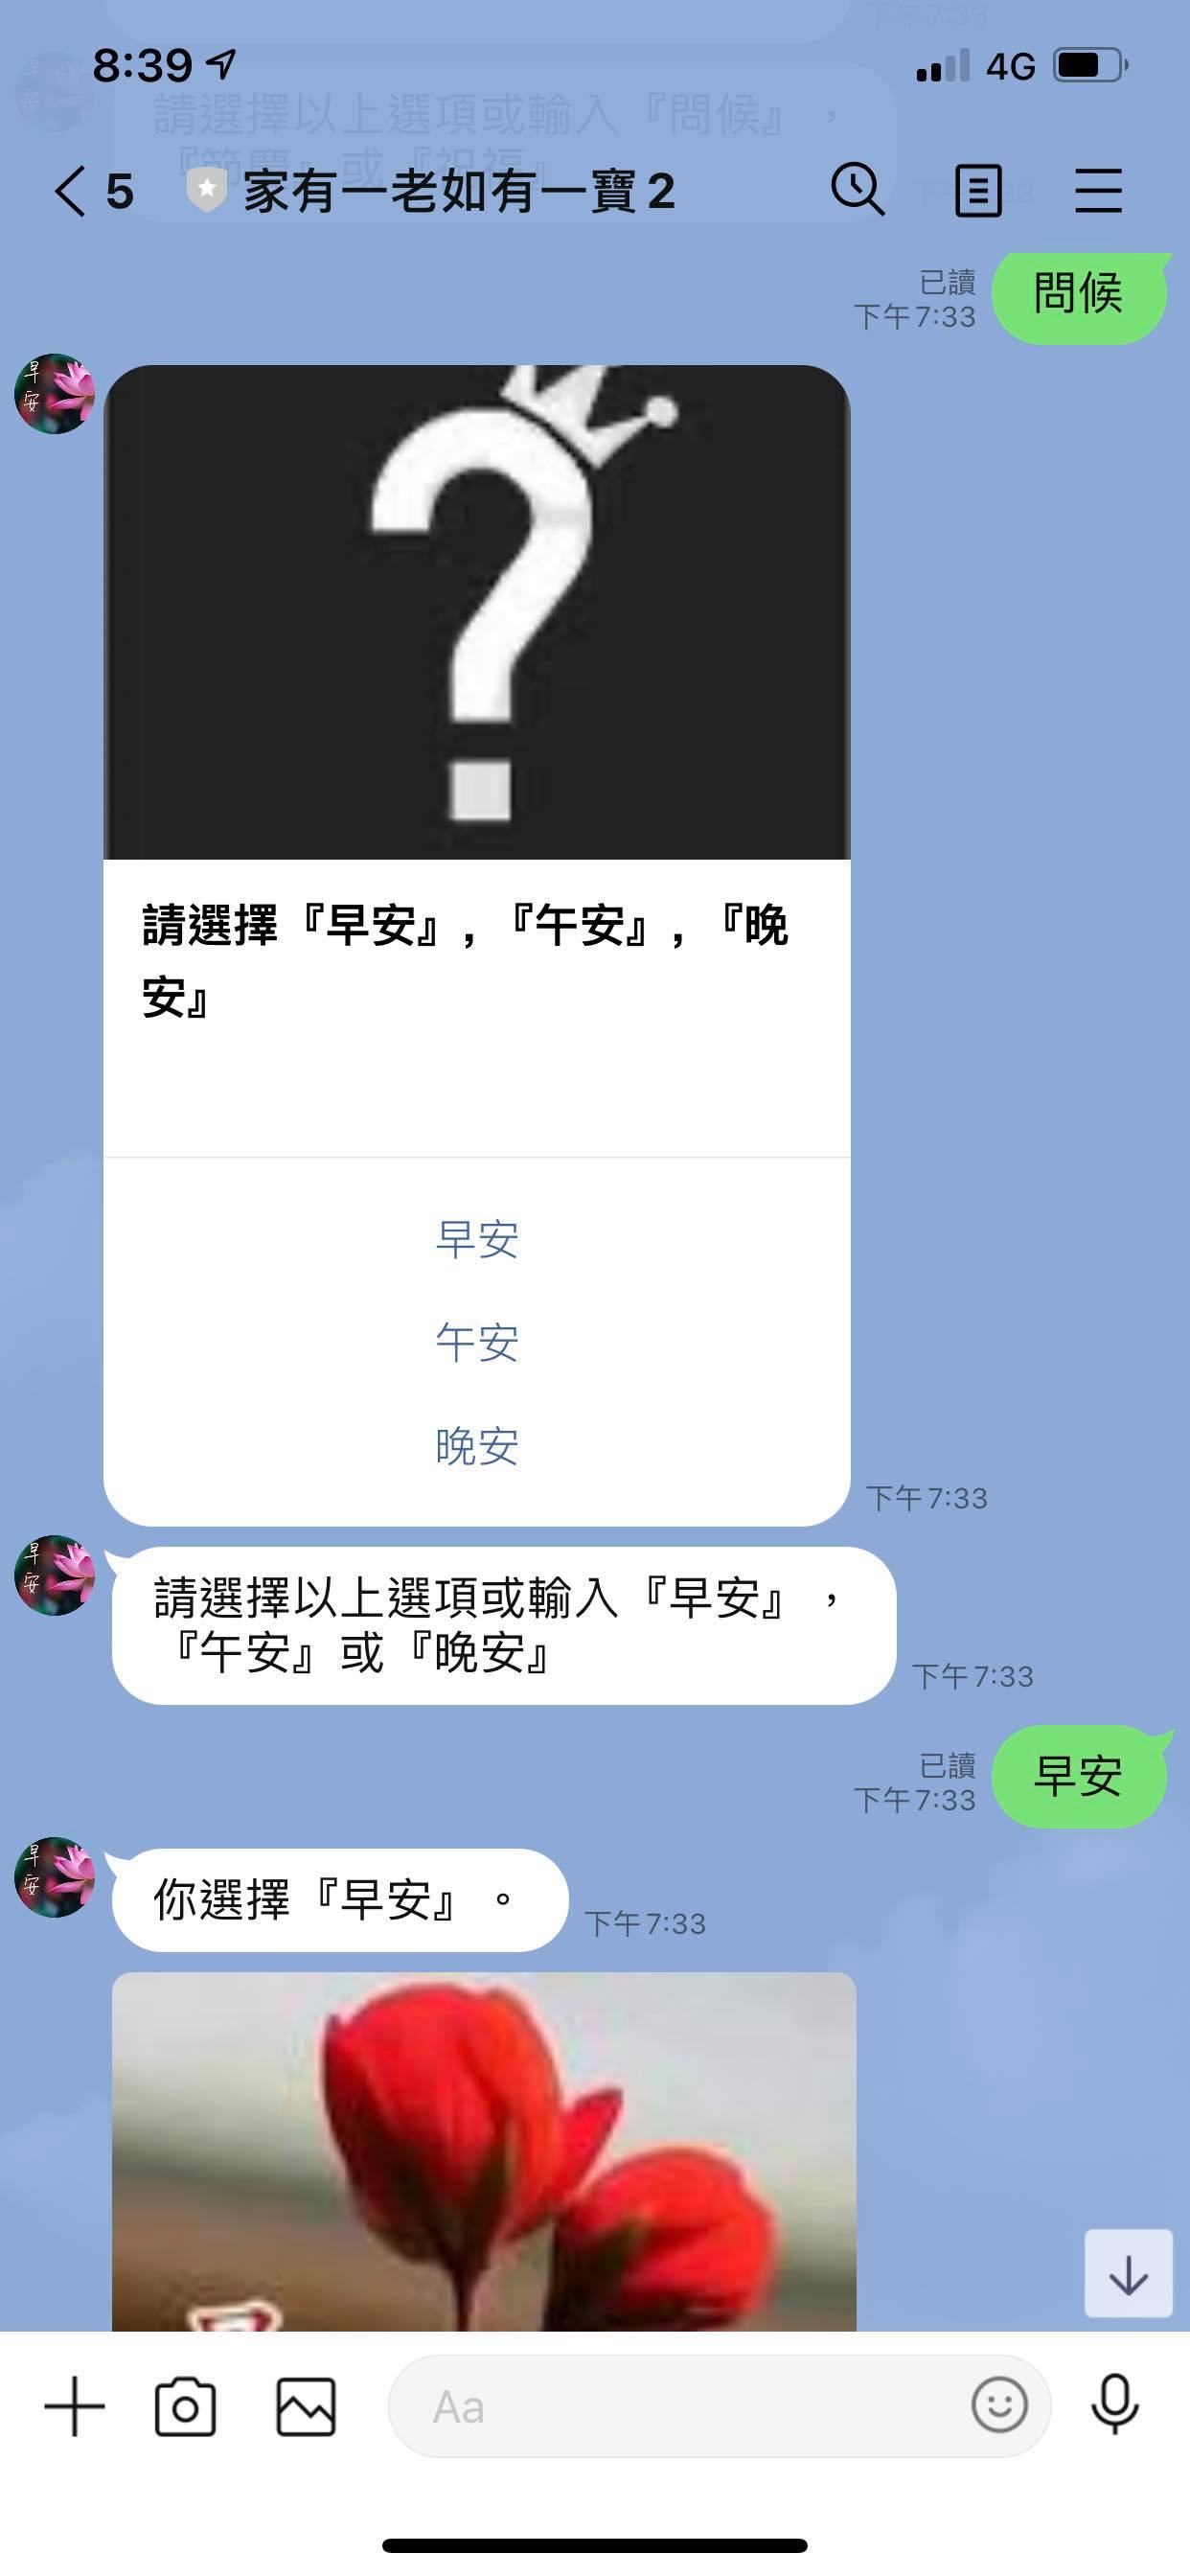 下午7:33
8:39
4G
請選擇以上選項或輸入『問候』，
『節慶』或『祝福』
5
家有一老如有一寶2
已讀
下午7:33
問候
早安
?
請選擇『早安』,『午安』,『晚
安』
早安
午安
晚安
下午7:33
早安
請選擇以上選項或輸入『早安』，
『午安』或『晚安』
下午7:33
已讀
下午7:33
早安
早安
你選擇『早安』。
下午7:33
Aa